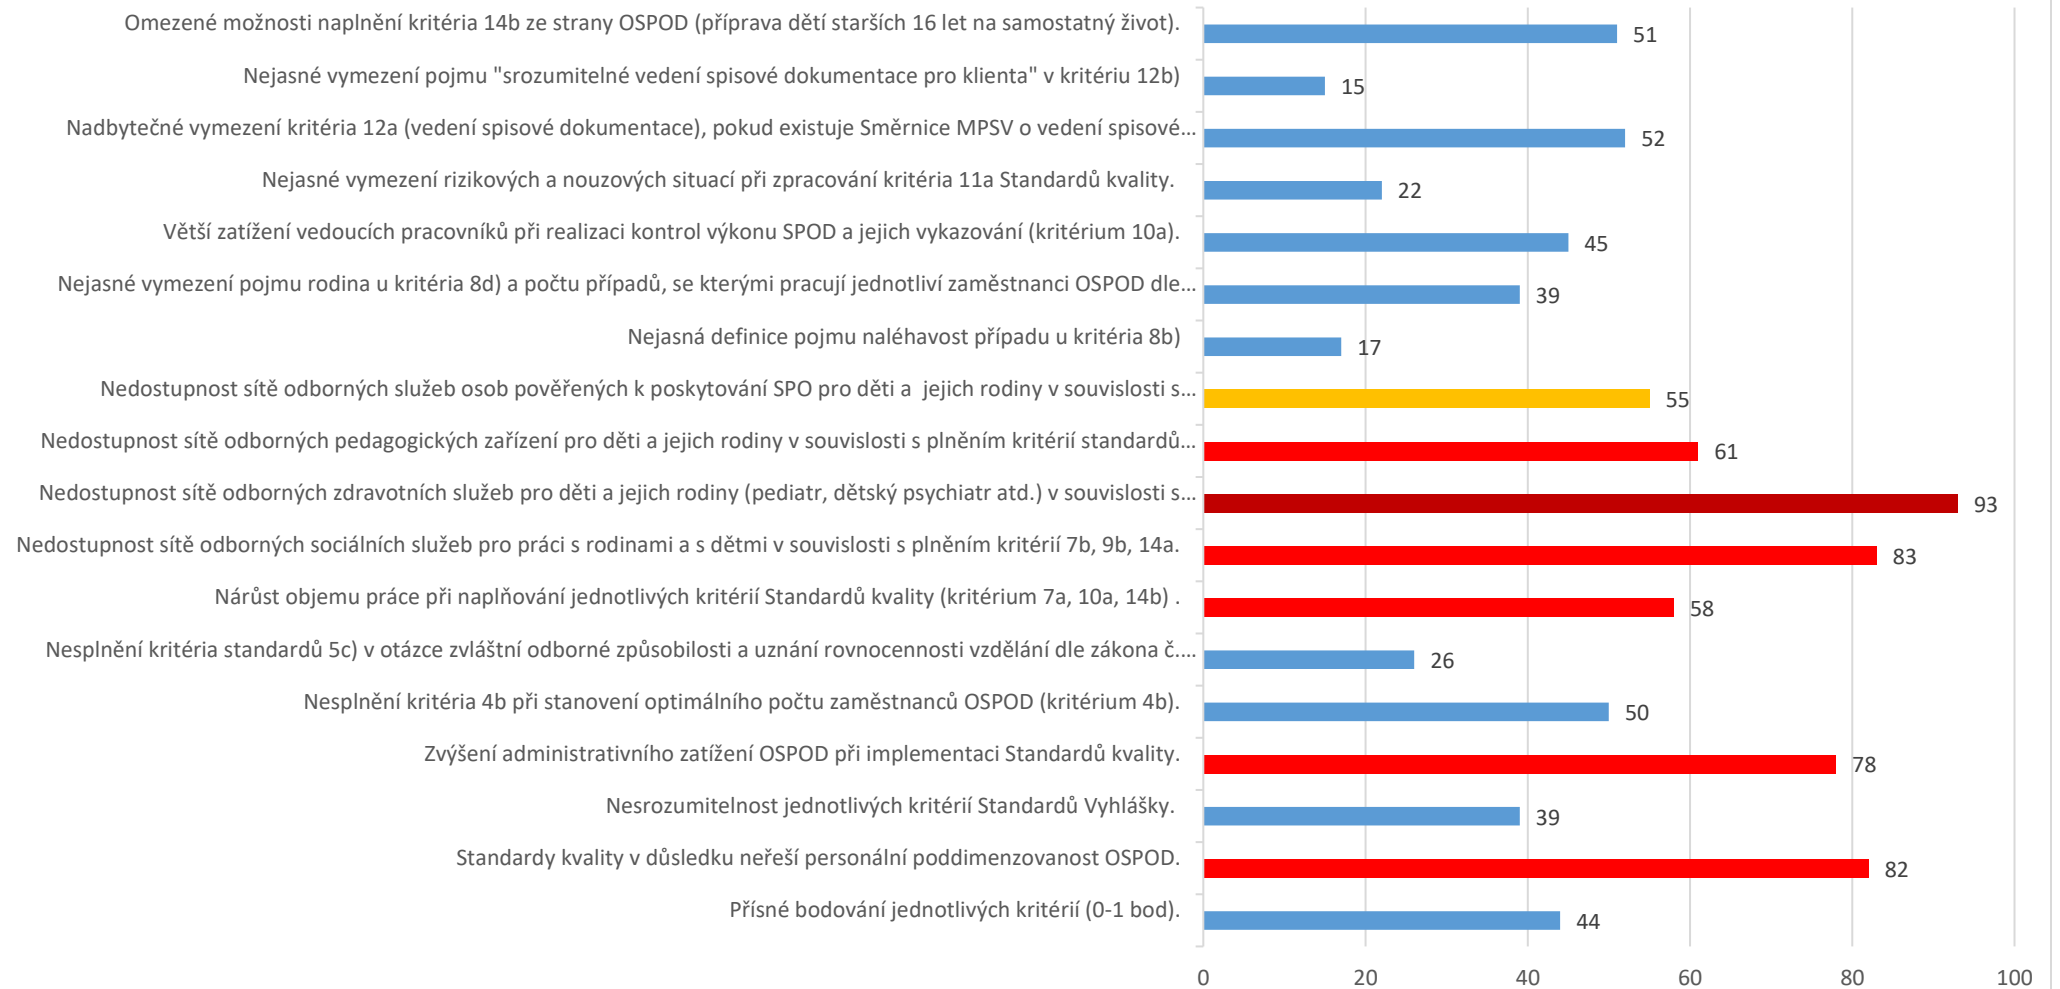 Omezené možnosti naplnění kritéria 14b ze strany OSPOD (příprava dětí starších 16 let na samostatný život).
51
Nejasné vymezení pojmu "srozumitelné vedení spisové dokumentace pro klienta" v kritériu 12b)
15
Nadbytečné vymezení kritéria 12a (vedení spisové dokumentace), pokud existuje Směrnice MPSV o vedení spisové…
52
Nejasné vymezení rizikových a nouzových situací při zpracování kritéria 11a Standardů kvality.
22
Větší zatížení vedoucích pracovníků při realizaci kontrol výkonu SPOD a jejich vykazování (kritérium 10a).
45
Nejasné vymezení pojmu rodina u kritéria 8d) a počtu případů, se kterými pracují jednotliví zaměstnanci OSPOD dle…
39
Nejasná definice pojmu naléhavost případu u kritéria 8b)
17
Nedostupnost sítě odborných služeb osob pověřených k poskytování SPO pro děti a jejich rodiny v souvislosti s…
55
Nedostupnost sítě odborných pedagogických zařízení pro děti a jejich rodiny v souvislosti s plněním kritérií standardů…
61
Nedostupnost sítě odborných zdravotních služeb pro děti a jejich rodiny (pediatr, dětský psychiatr atd.) v souvislosti s…
93
Nedostupnost sítě odborných sociálních služeb pro práci s rodinami a s dětmi v souvislosti s plněním kritérií 7b, 9b, 14a.
83
Nárůst objemu práce při naplňování jednotlivých kritérií Standardů kvality (kritérium 7a, 10a, 14b) .
58
Nesplnění kritéria standardů 5c) v otázce zvláštní odborné způsobilosti a uznání rovnocennosti vzdělání dle zákona č.…
26
Nesplnění kritéria 4b při stanovení optimálního počtu zaměstnanců OSPOD (kritérium 4b).
50
Zvýšení administrativního zatížení OSPOD při implementaci Standardů kvality.
78
Nesrozumitelnost jednotlivých kritérií Standardů Vyhlášky.
39
Standardy kvality v důsledku neřeší personální poddimenzovanost OSPOD.
82
Přísné bodování jednotlivých kritérií (0-1 bod).
44
0 20 40 60 80 100